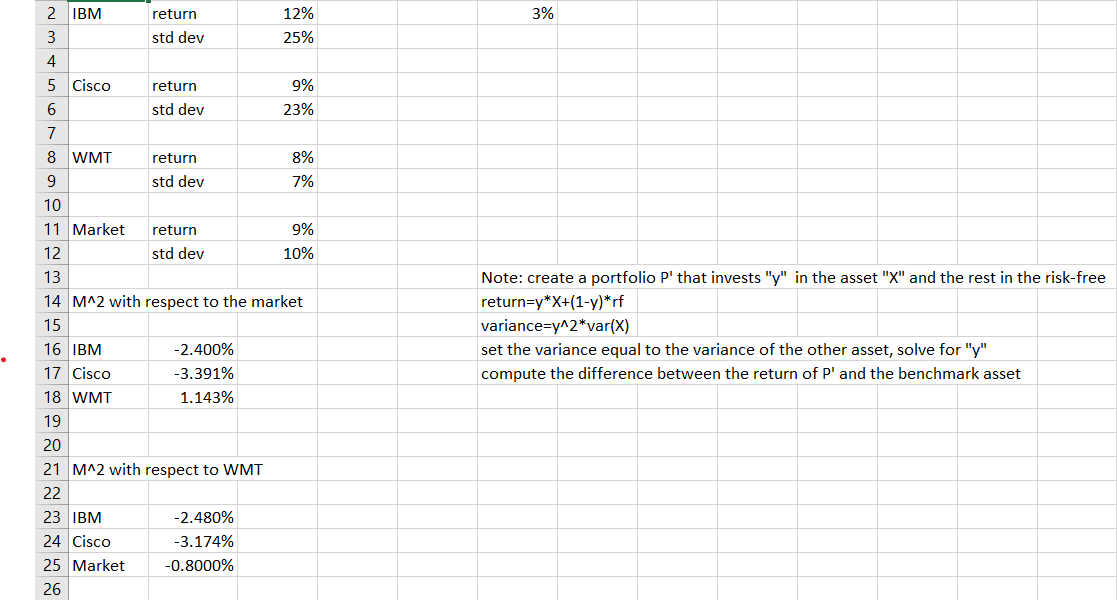 2 IBM return 12% 3%
3 std dev 25%
4
5 Cisco return 9%
6 std dev 23%
7
8 WMT return 8%
9 std dev 7%
10
11 Market return 9%
12 std dev 10%
13 Note: create a portfolio P' that invests "y" in the asset "X" and the rest in the risk-free
14 M^2 with respect to the market return=y*X+(1-y)*rf
15 variance=y^2*var(X)
16 IBM -2.400% set the variance equal to the variance of the other asset, solve for "y"
17 Cisco -3.391% compute the difference between the return of P' and the benchmark asset
18 WMT 1.143%
19
20
21 M^2 with respect to WMT
22
23 IBM -2.480%
24 Cisco -3.174%
25 Market -0.8000%
26